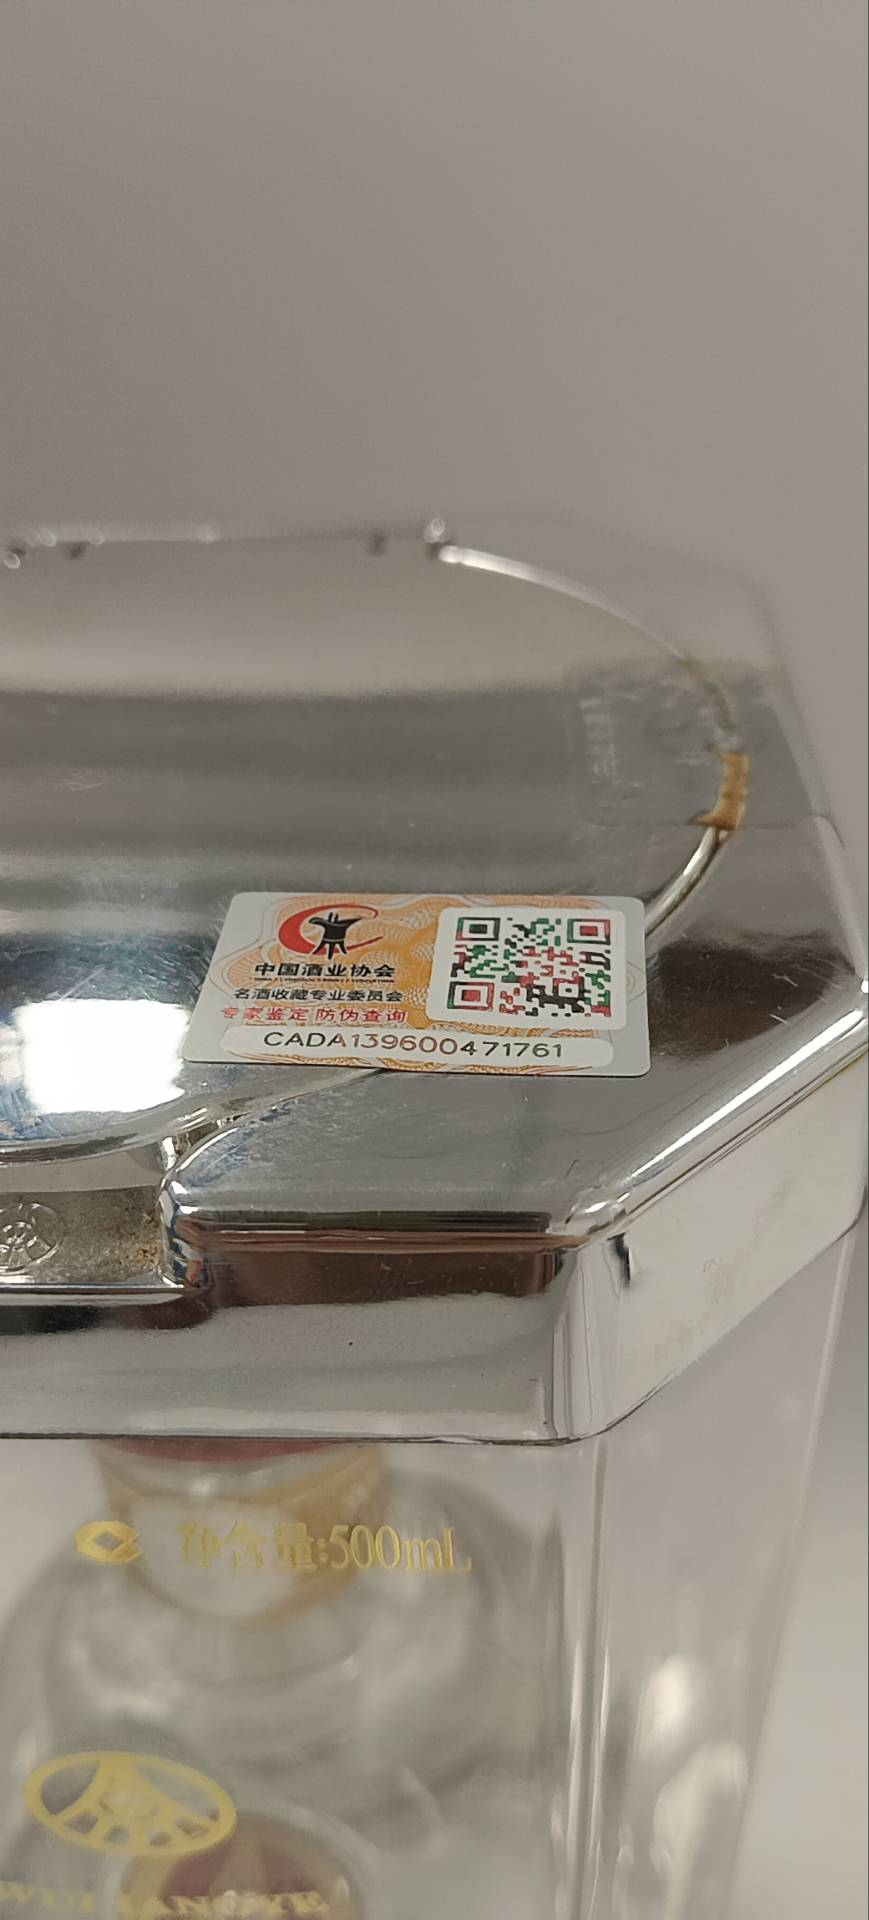 中国酒业协会
名酒收藏专业委员会
专家鉴定 防伪查询
CADA139600471761
净含量:500mL
WULIANGYE